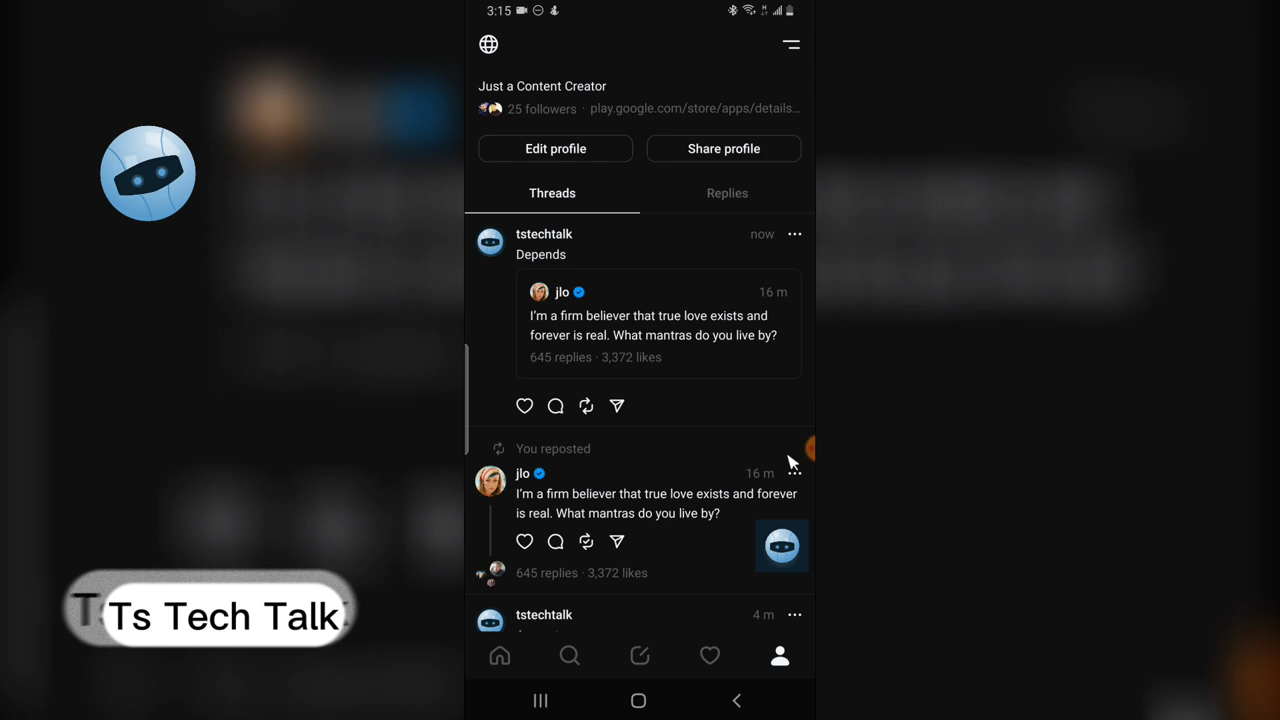 3:15
Just a Content Creator
25 followers · play.google.com/store/apps/details...
Edit profile
Share profile
Threads
Replies
tstechtalk
now
Depends
jlo
16 m
I'm a firm believer that true love exists and
forever is real. What mantras do you live by?
645 replies · 3,372 likes
You reposted
jlo
16 m
I'm a firm believer that true love exists and forever
is real. What mantras do you live by?
645 replies · 3,372 likes
tstechtalk
4 m
Ts Tech Talk